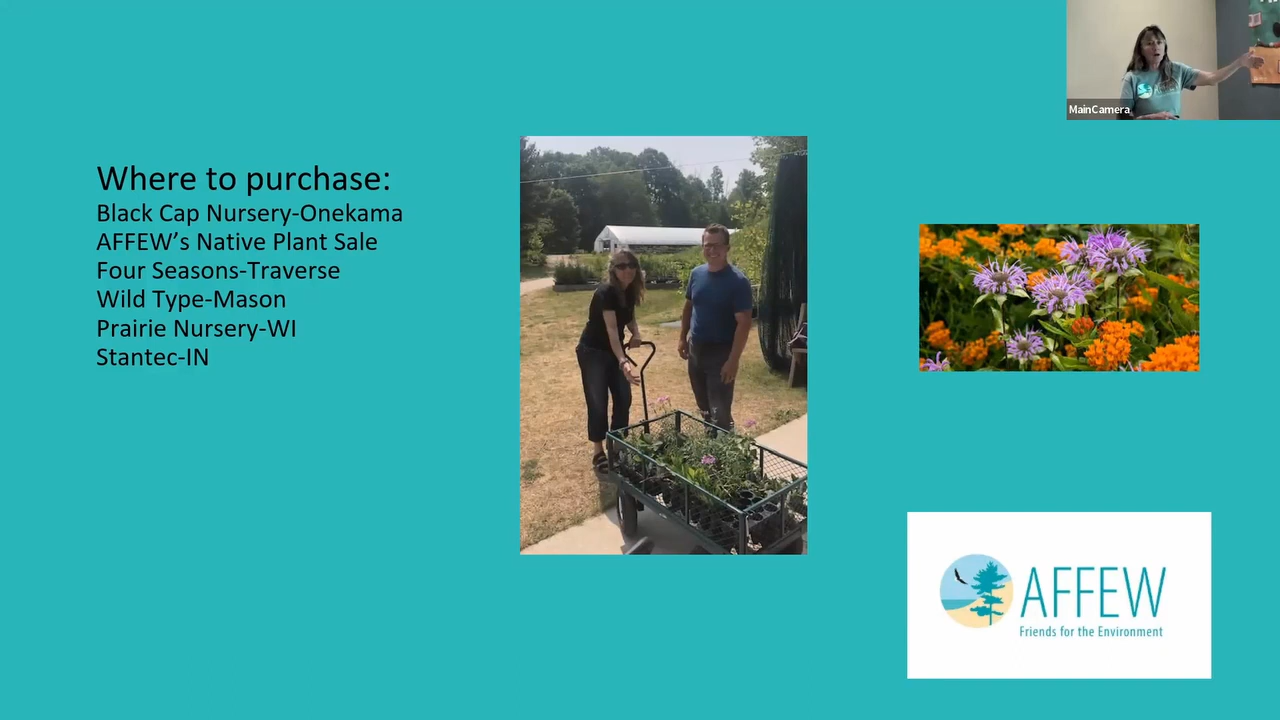 MainCamera
Where to purchase:
Black Cap Nursery-Onekama
AFFEW’s Native Plant Sale
Four Seasons-Traverse
Wild Type-Mason
Prairie Nursery-WI
Stantec-IN
AFFEW
Friends for the Environment